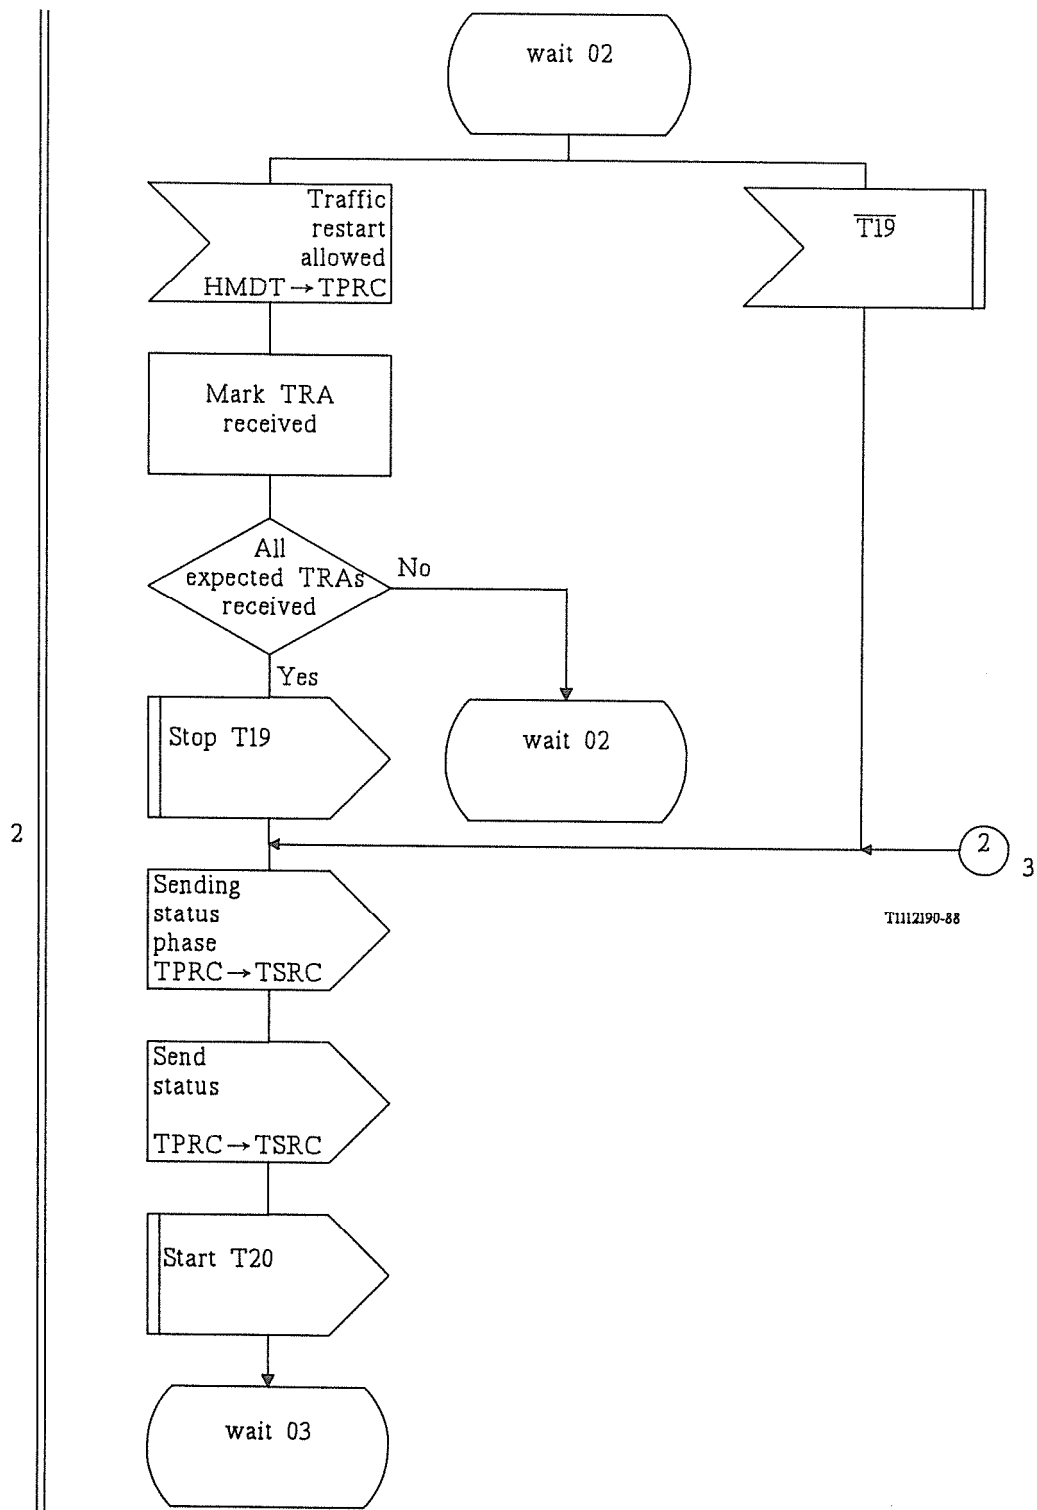 wait 02
Traffic
restart
allowed
HMDT→TPRC
T19
Mark TRA
received
All
expected TRAs
received
No
Yes
Stop T19
wait 02
2
2
3
T1112190-88
Sending
status
phase
TPRC→TSRC
Send
status
TPRC→TSRC
Start T20
wait 03